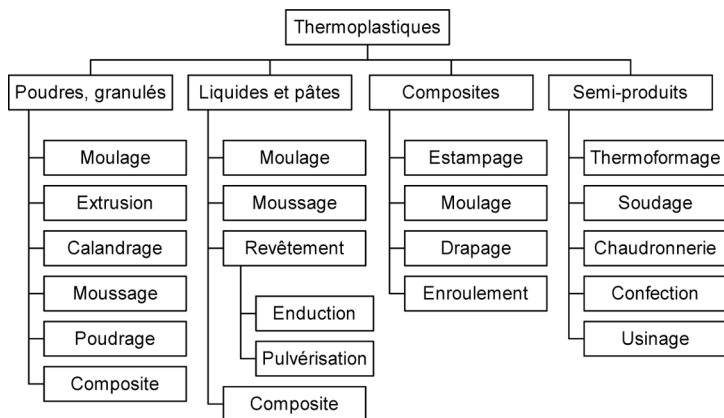 Thermoplastiques
Poudres, granulés
Moulage
Extrusion
Calandrage
Moussage
Poudrage
Composite
Liquides et pâtes
Moulage
Moussage
Revêtement
Enduction
Pulvérisation
Composite
Composites
Estampage
Moulage
Drapage
Enroulement
Semi-produits
Thermoformage
Soudage
Chaudronnerie
Confection
Usinage